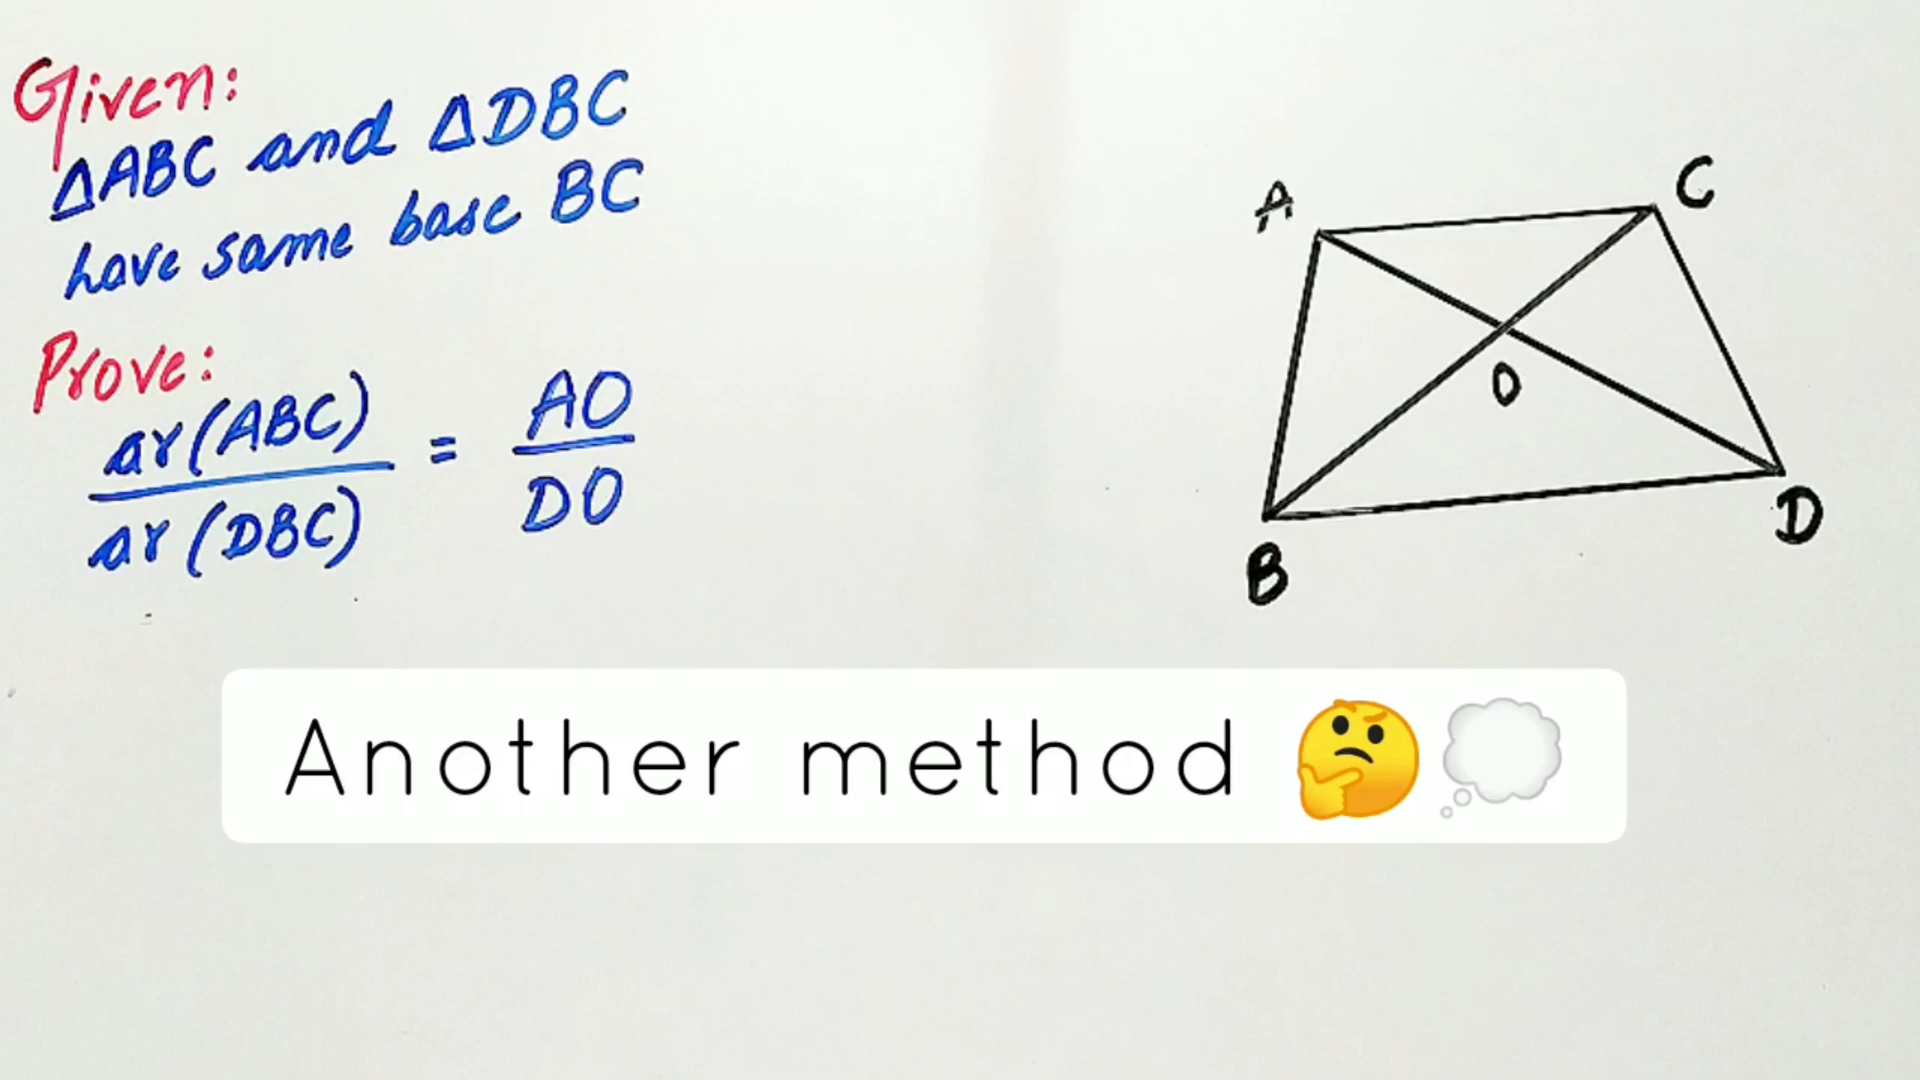 Given:
ΔABC and ΔDBC
have same base BC
Prove:
ar(ABC) / ar(DBC) = AO / DO
A
C
O
B
D
Another method 🤔💭